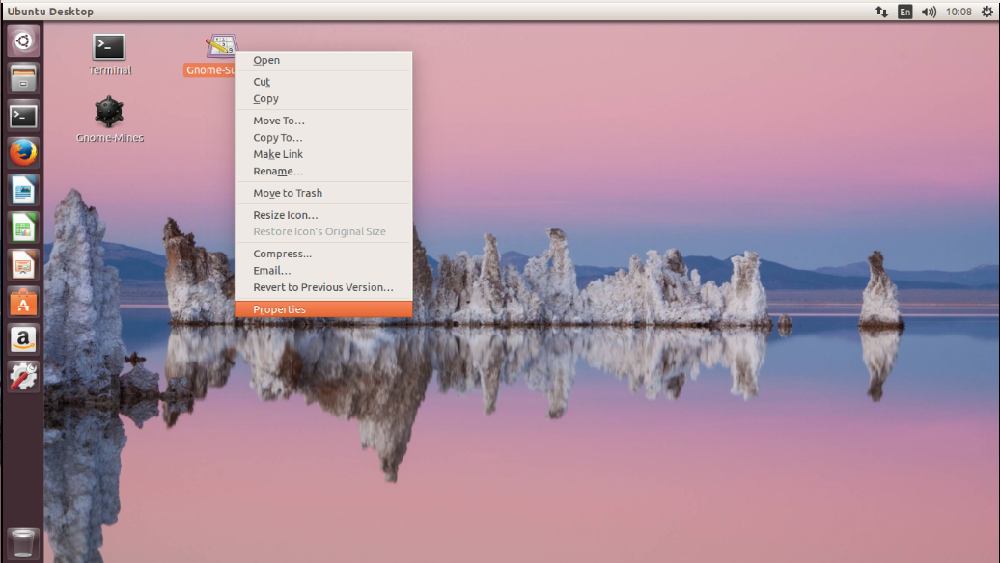 Ubuntu Desktop
En
10:08
Terminal
Gnome-Su
Gnome-Mines
Open
Cut
Copy
Move To…
Copy To…
Make Link
Rename…
Move to Trash
Resize Icon…
Restore Icon's Original Size
Compress...
Email…
Revert to Previous Version…
Properties
a